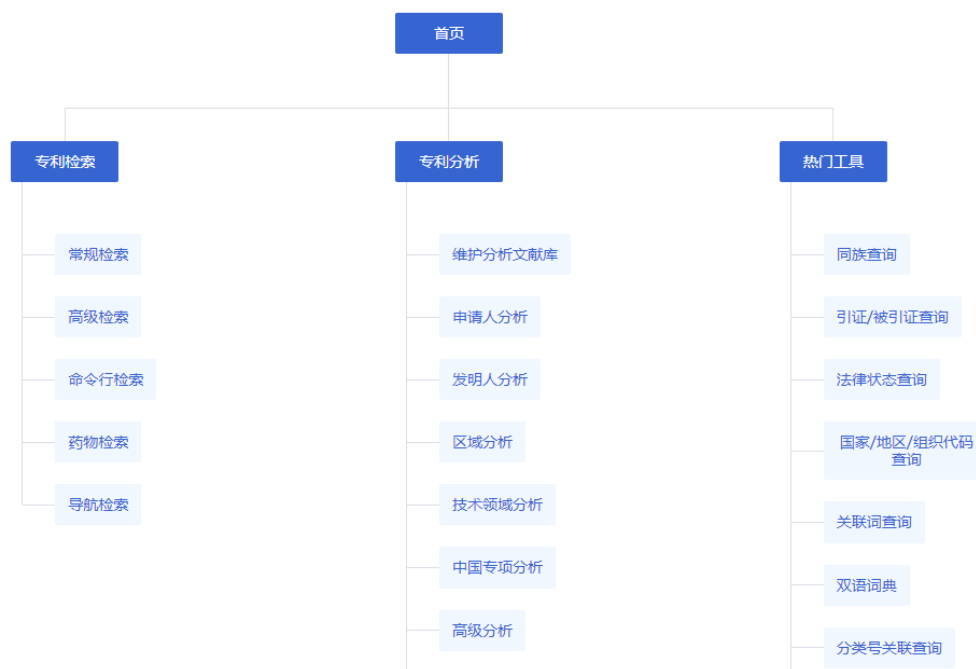 首页
专利检索
常规检索
高级检索
命令行检索
药物检索
导航检索
专利分析
维护分析文献库
申请人分析
发明人分析
区域分析
技术领域分析
中国专项分析
高级分析
热门工具
同族查询
引证/被引证查询
法律状态查询
国家/地区/组织代码
查询
关联词查询
双语词典
分类号关联查询